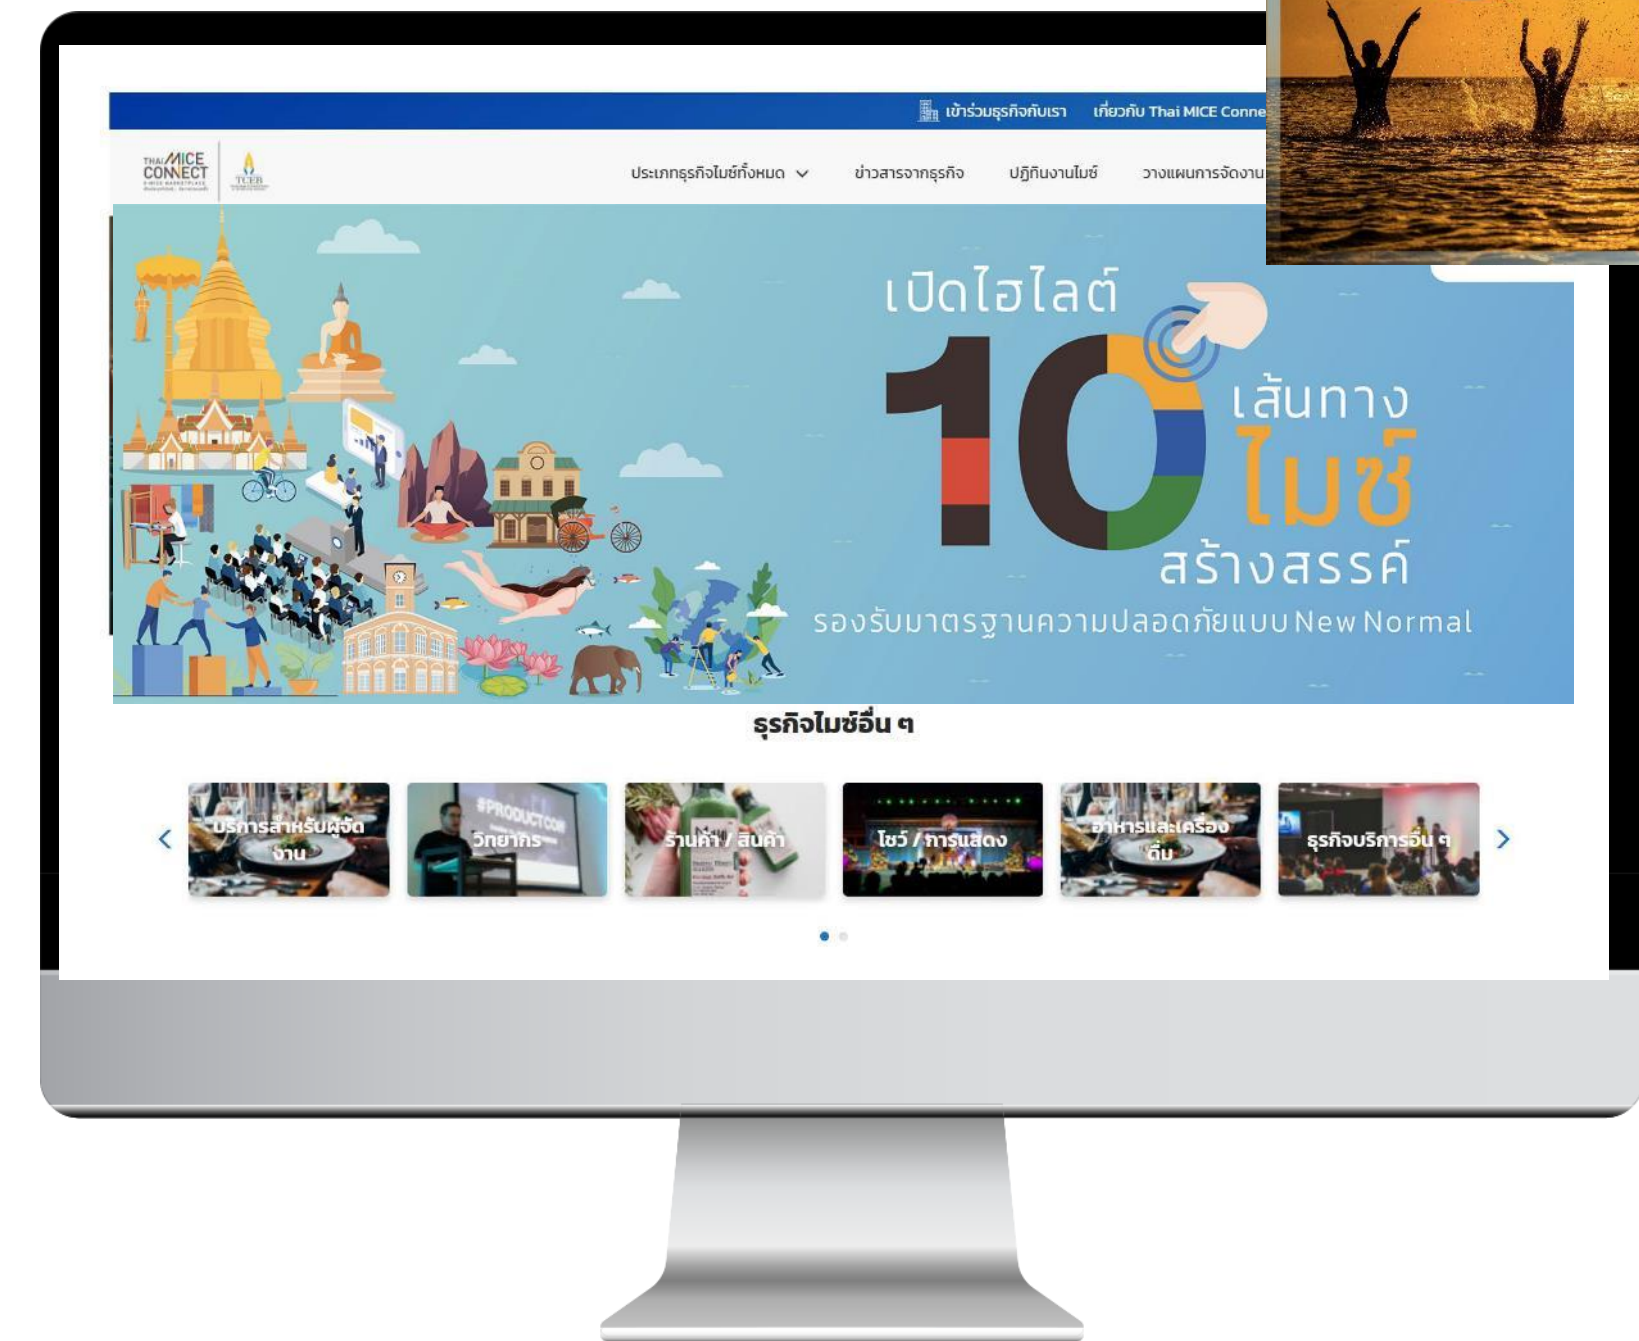 เข้าร่วมธุรกิจกับเรา เกี่ยวกับ Thai MICE Conne
THAI MICE
CONNECT
TCEB
ประเภทธุรกิจไมซ์ทั้งหมด ข่าวสารจากธุรกิจ ปฏิทินงานไมซ์ วางแผนการจัดงาน
เปิดไฮไลต์
10
เส้นทาง
ไมซ์
สร้างสรรค์
รองรับมาตรฐานความปลอดภัยแบบ New Normal
ธุรกิจไมซ์อื่น ๆ
บริการสำหรับผู้จัด
งาน
#PRODUCTCON
วิทยากร
ร้านค้า / สินค้า
โชว์ / การแสดง
อาหารและเครื่อง
ดื่ม
ธุรกิจบริการอื่น ๆ